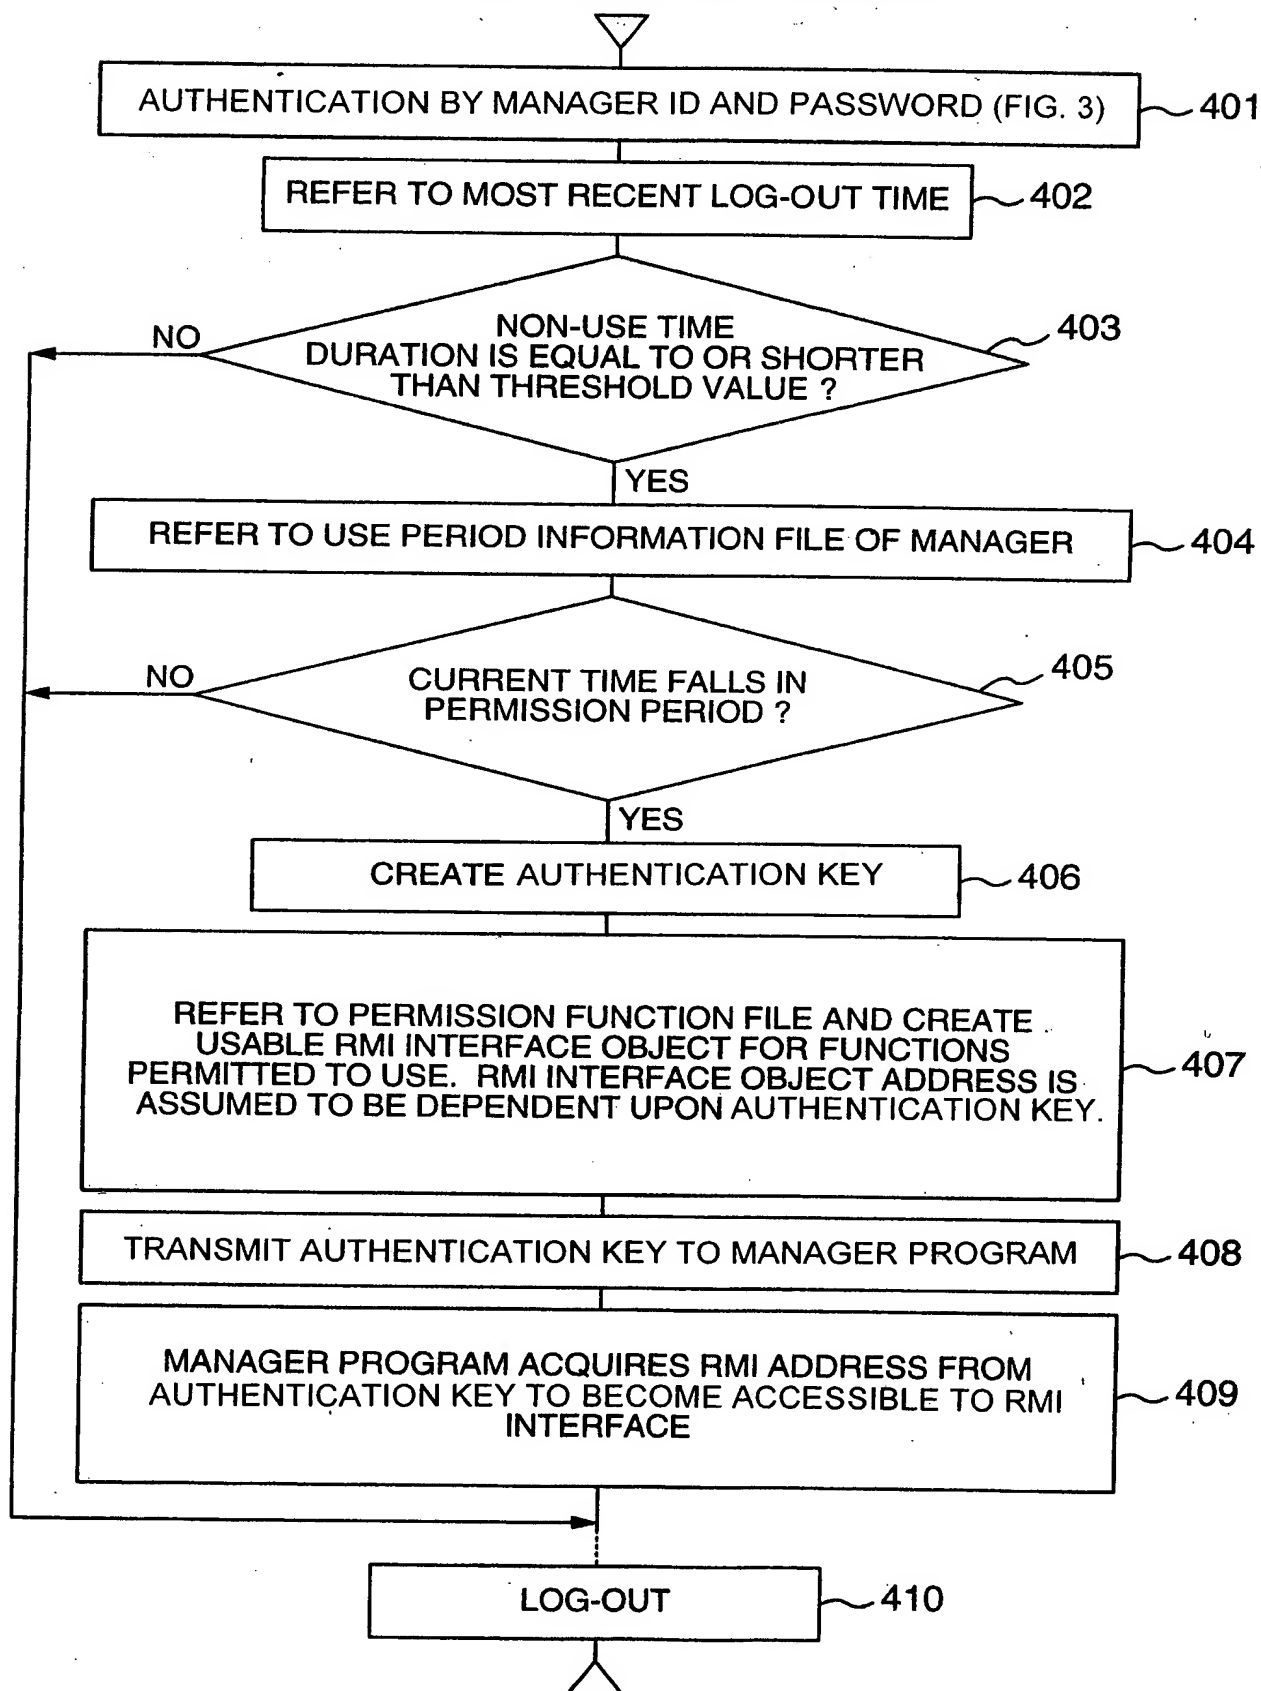 AUTHENTICATION BY MANAGER ID AND PASSWORD (FIG. 3)
401
REFER TO MOST RECENT LOG-OUT TIME
402
NON-USE TIME
DURATION IS EQUAL TO OR SHORTER
THAN THRESHOLD VALUE ?
403
NO
YES
REFER TO USE PERIOD INFORMATION FILE OF MANAGER
404
CURRENT TIME FALLS IN
PERMISSION PERIOD ?
405
NO
YES
CREATE AUTHENTICATION KEY
406
REFER TO PERMISSION FUNCTION FILE AND CREATE
USABLE RMI INTERFACE OBJECT FOR FUNCTIONS
PERMITTED TO USE. RMI INTERFACE OBJECT ADDRESS IS
ASSUMED TO BE DEPENDENT UPON AUTHENTICATION KEY.
407
TRANSMIT AUTHENTICATION KEY TO MANAGER PROGRAM
408
MANAGER PROGRAM ACQUIRES RMI ADDRESS FROM
AUTHENTICATION KEY TO BECOME ACCESSIBLE TO RMI
INTERFACE
409
LOG-OUT
410